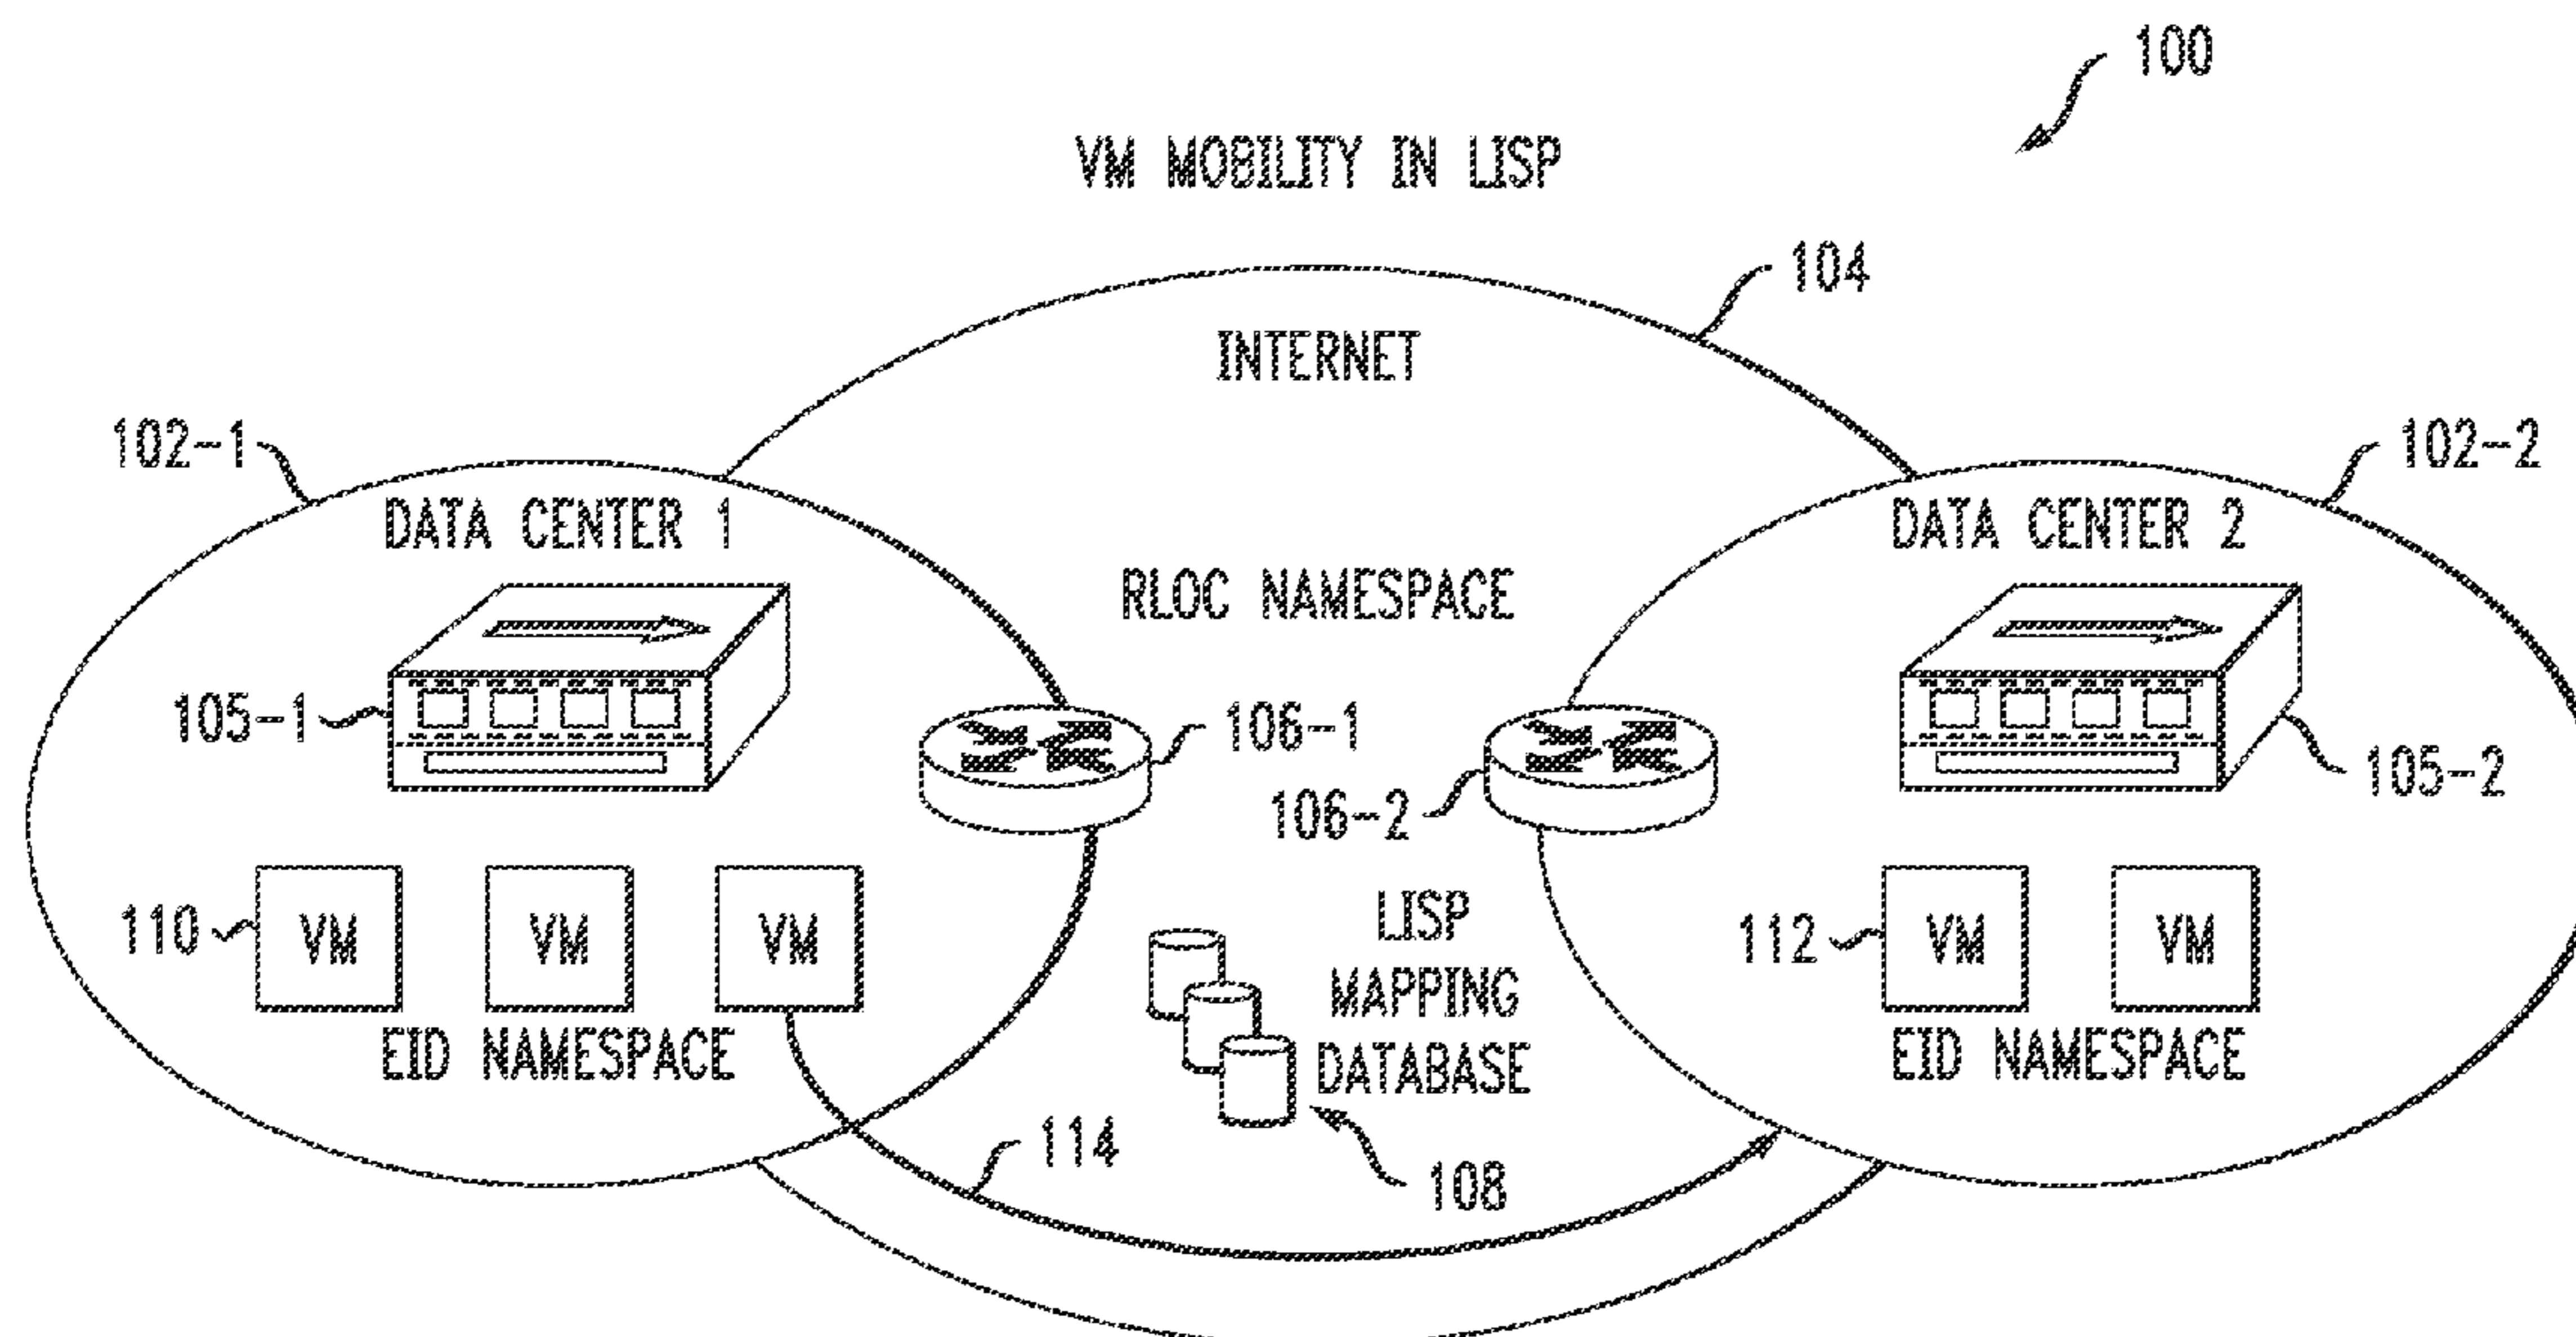 100
VM MOBILITY IN LISP
104
INTERNET
102-1
102-2
DATA CENTER 1
DATA CENTER 2
RLOC NAMESPACE
105-1
106-1
106-2
105-2
110
VM
VM
VM
LISP
MAPPING
DATABASE
112
VM
VM
EID NAMESPACE
EID NAMESPACE
114
108